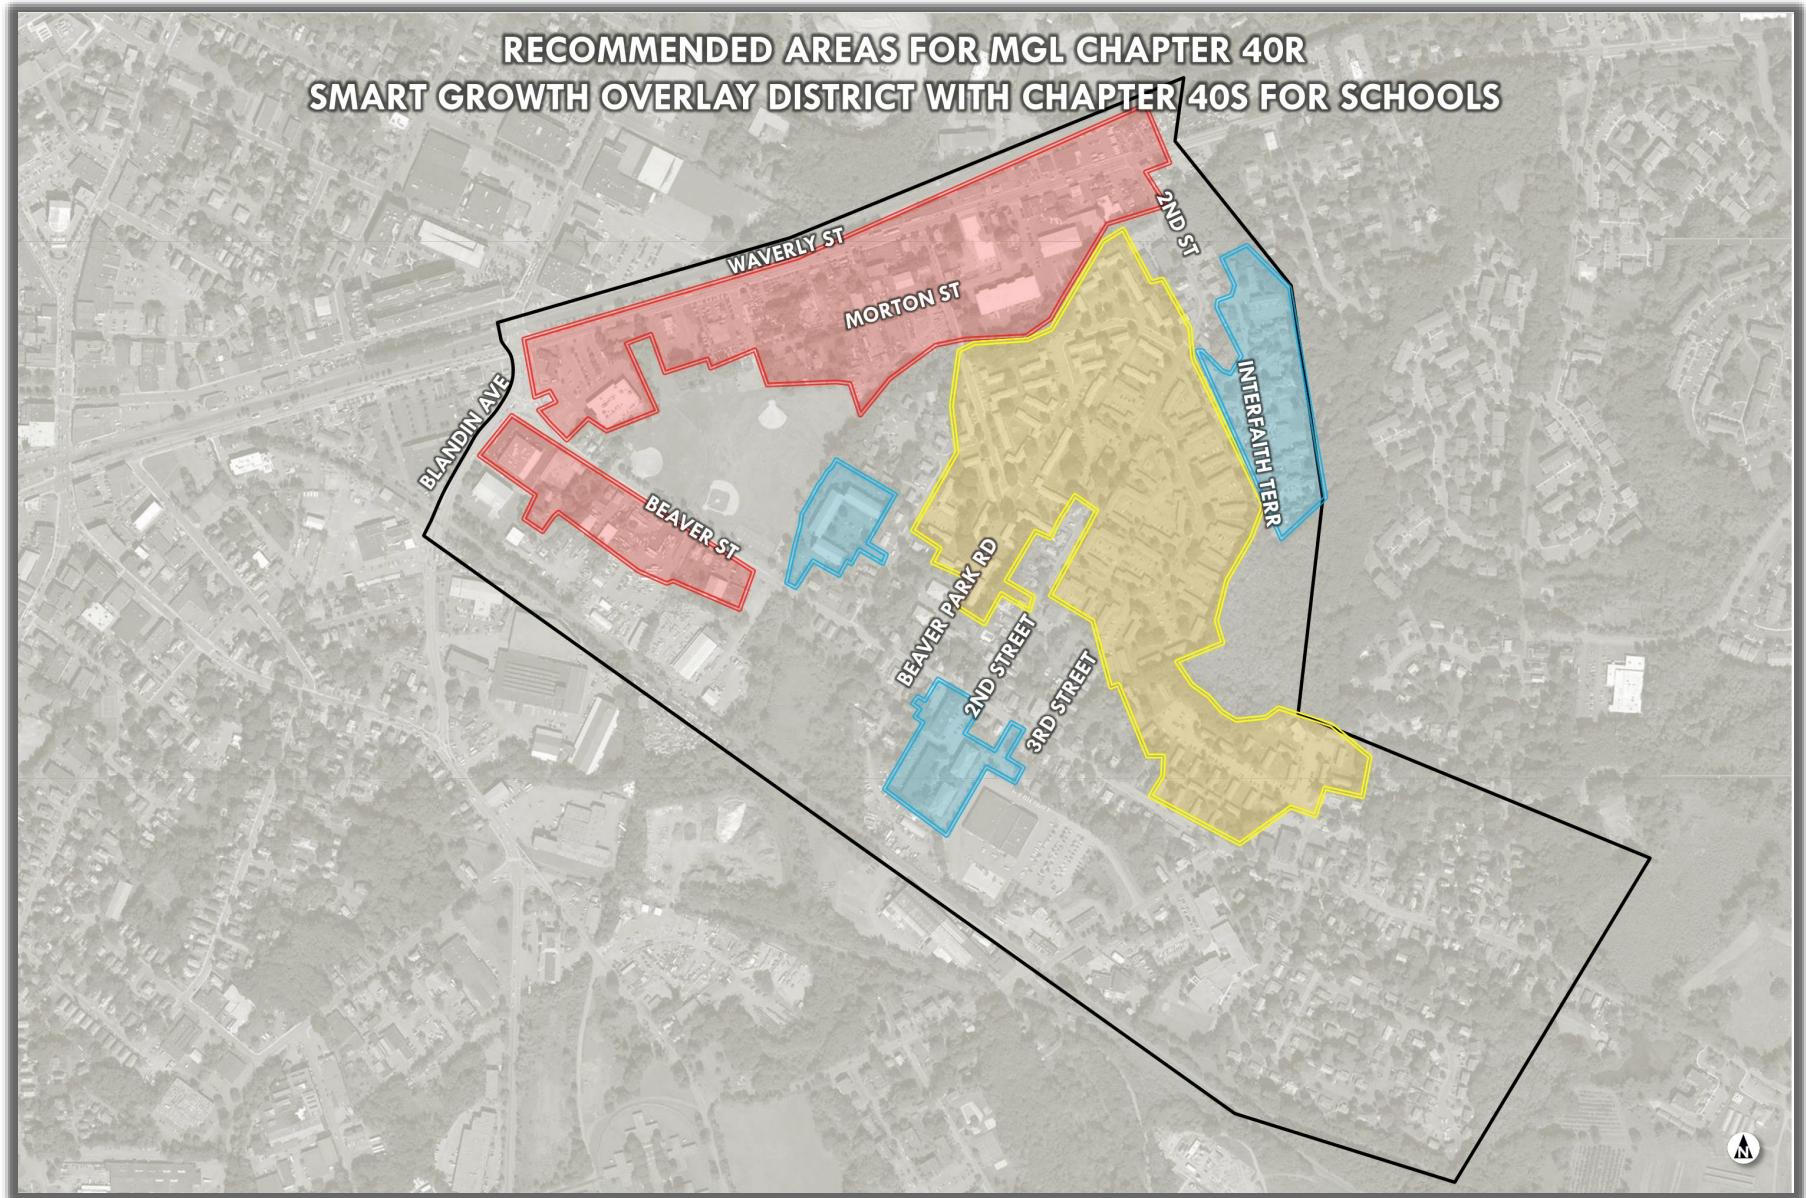 RECOMMENDED AREAS FOR MGL CHAPTER 40R
SMART GROWTH OVERLAY DISTRICT WITH CHAPTER 40S FOR SCHOOLS
2ND ST
WAVERLY ST
MORTON ST
BLANDIN AVE
INTERFAITH TERR
BEAVER ST
BEAVER PARK RD
2ND STREET
3RD STREET
N